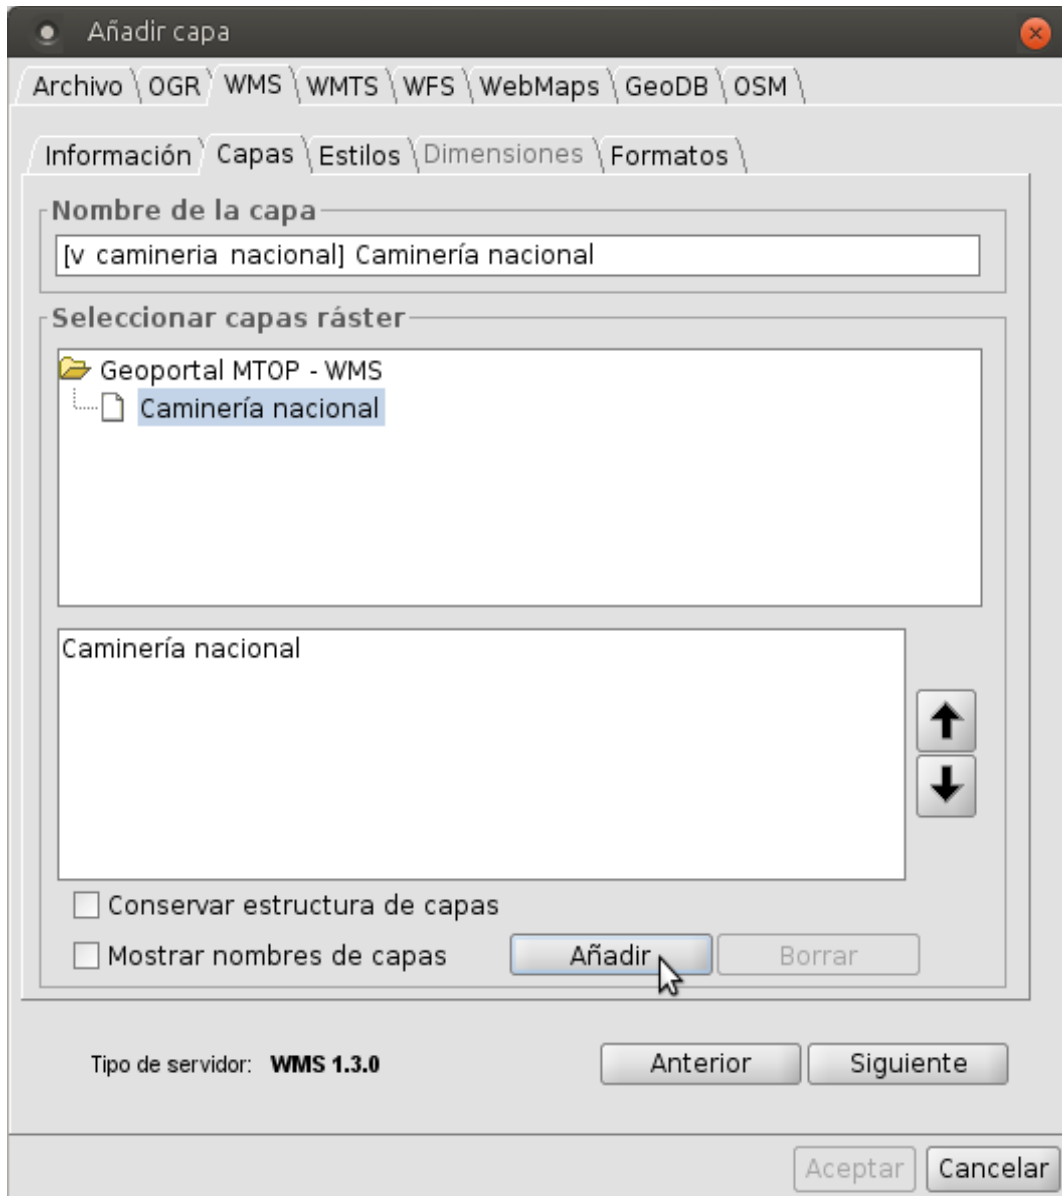 Añadir capa
Archivo OGR WMS WMTS WFS WebMaps GeoDB OSM
Información Capas Estilos Dimensiones Formatos
Nombre de la capa
[v camineria nacional] Caminería nacional
Seleccionar capas ráster
Geoportal MTOP - WMS
Caminería nacional
Caminería nacional
Conservar estructura de capas
Mostrar nombres de capas Añadir Borrar
Tipo de servidor: WMS 1.3.0 Anterior Siguiente
Aceptar Cancelar